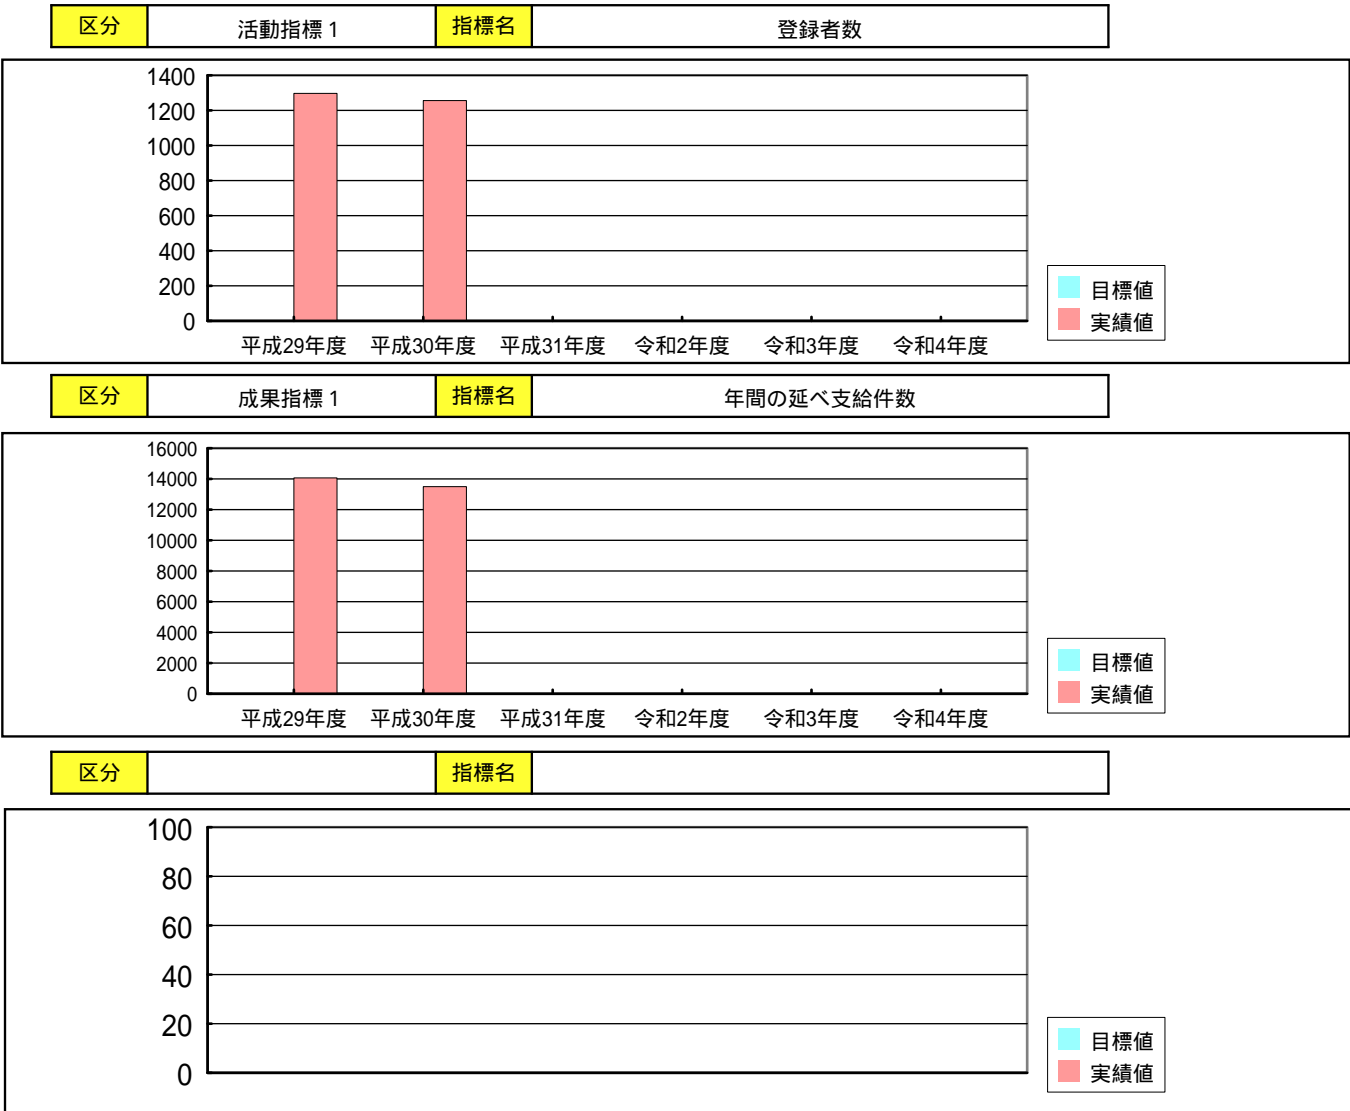 区分 活動指標1 指標名 登録者数
1400
1200
1000
800
600
400
200
0
平成29年度 平成30年度 平成31年度 令和2年度 令和3年度 令和4年度
目標値
実績値
区分 成果指標1 指標名 年間の延べ支給件数
16000
14000
12000
10000
8000
6000
4000
2000
0
平成29年度 平成30年度 平成31年度 令和2年度 令和3年度 令和4年度
目標値
実績値
区分 指標名
100
80
60
40
20
0
目標値
実績値